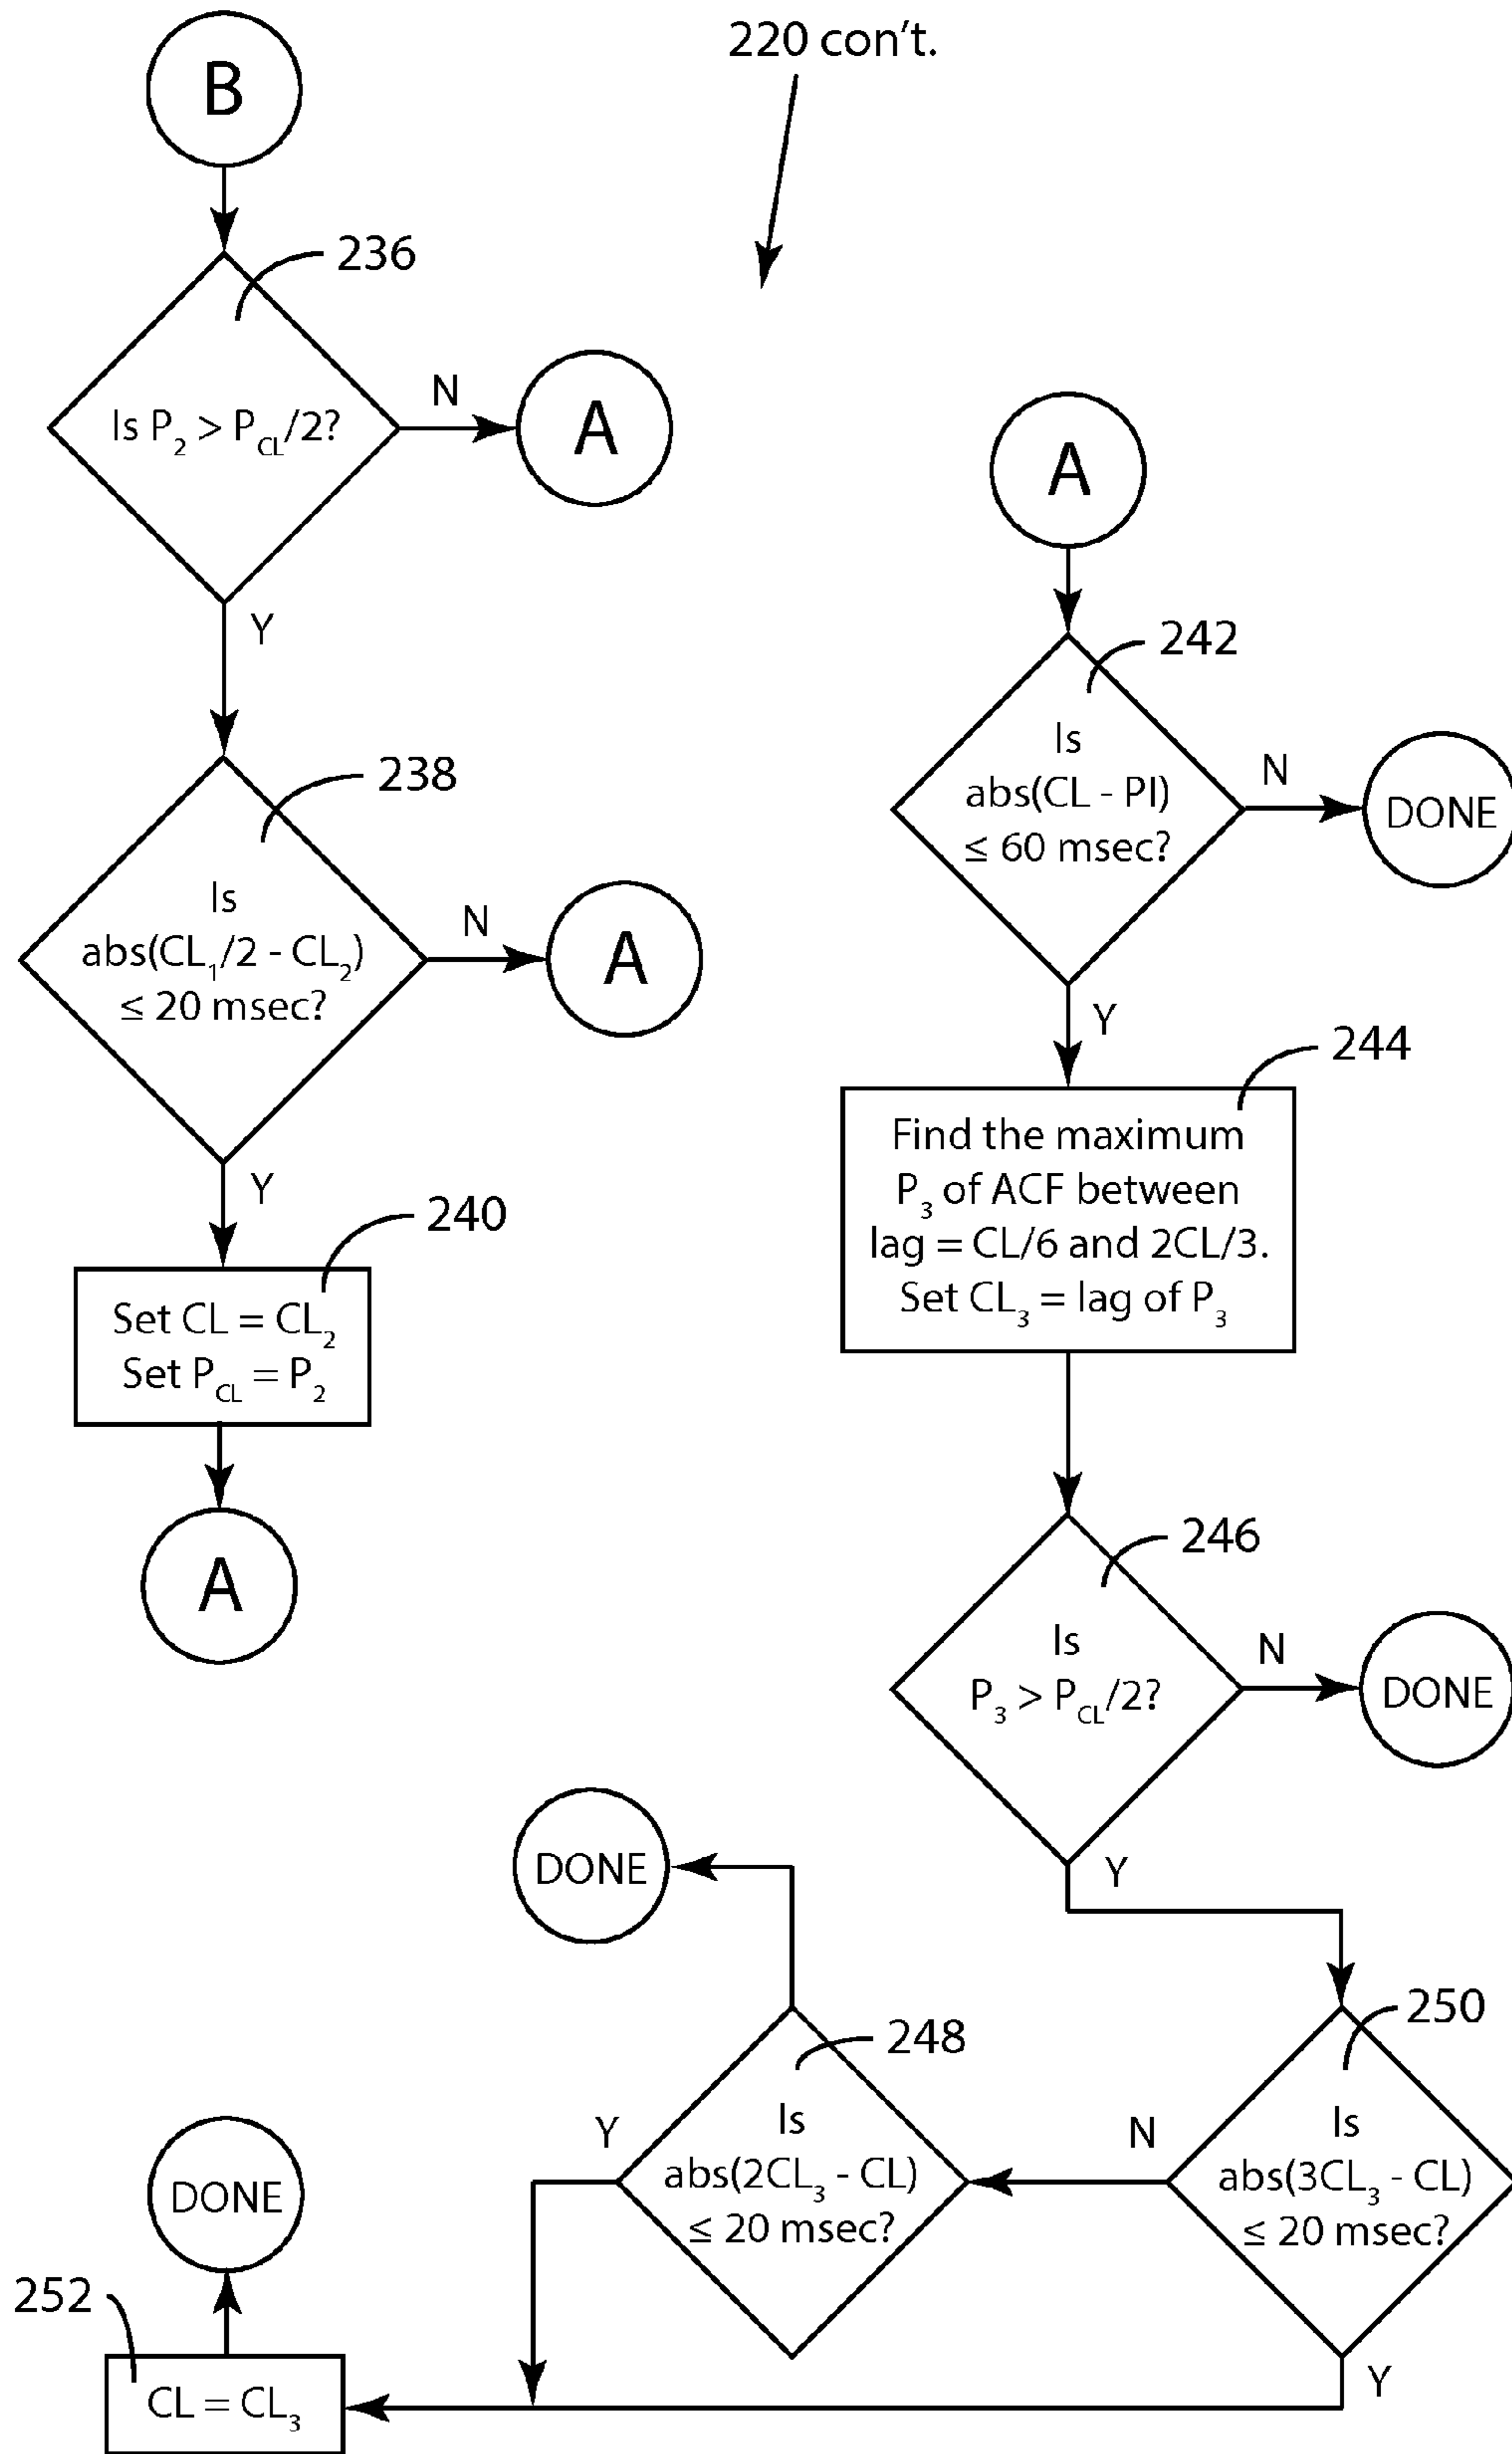 220 con't.
B
236
Is P₂ > P_CL/2?
N
A
Y
238
Is
abs(CL₁/2 - CL₂)
≤ 20 msec?
N
A
Y
240
Set CL = CL₂
Set P_CL = P₂
A
A
242
Is
abs(CL - PI)
≤ 60 msec?
N
DONE
Y
244
Find the maximum
P₃ of ACF between
lag = CL/6 and 2CL/3.
Set CL₃ = lag of P₃
246
Is
P₃ > P_CL/2?
N
DONE
Y
250
Is
abs(3CL₃ - CL)
≤ 20 msec?
N
Y
DONE
248
Is
abs(2CL₃ - CL)
≤ 20 msec?
Y
DONE
252
CL = CL₃